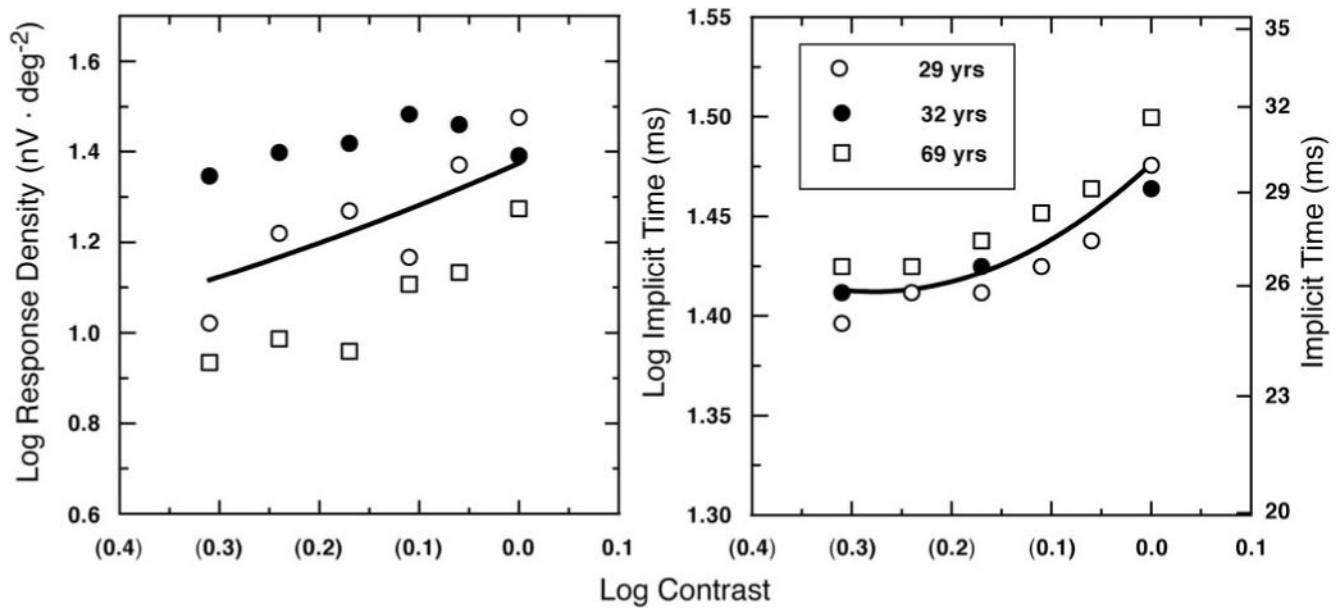 Log Response Density (nV · deg-2)
1.6
1.4
1.2
1.0
0.8
0.6
(0.4) (0.3) (0.2) (0.1) 0.0 0.1
Log Implicit Time (ms)
1.55
1.50
1.45
1.40
1.35
1.30
29 yrs
32 yrs
69 yrs
35
32
29
26
23
20
Implicit Time (ms)
(0.4) (0.3) (0.2) (0.1) 0.0 0.1
Log Contrast